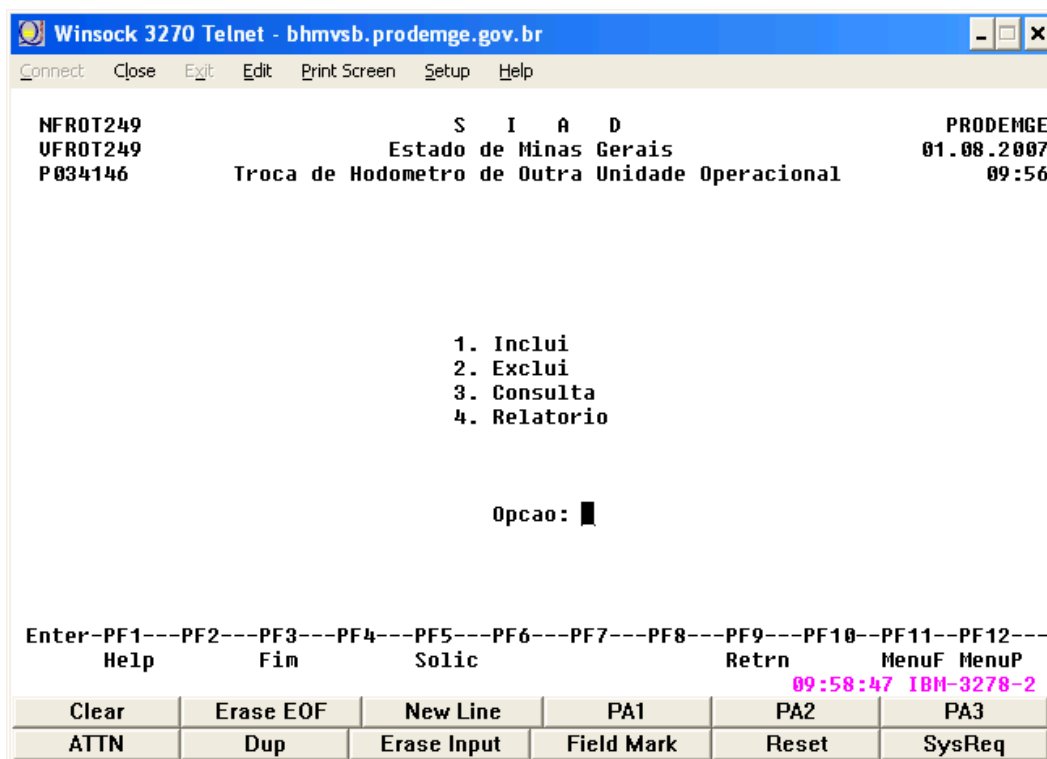 Winsock 3270 Telnet - bhmvsb.prodemge.gov.br
Connect Close Exit Edit Print Screen Setup Help
NFROT249 S I A D PRODEMGE
VFROT249 Estado de Minas Gerais 01.08.2007
P034146 Troca de Hodometro de Outra Unidade Operacional 09:56
1. Inclui
2. Exclui
3. Consulta
4. Relatorio
Opcao:
Enter-PF1---PF2---PF3---PF4---PF5---PF6---PF7---PF8---PF9---PF10--PF11--PF12---
Help Fim Solic Retrn MenuF MenuP
09:58:47 IBM-3278-2
Clear Erase EOF New Line PA1 PA2 PA3
ATTN Dup Erase Input Field Mark Reset SysReq